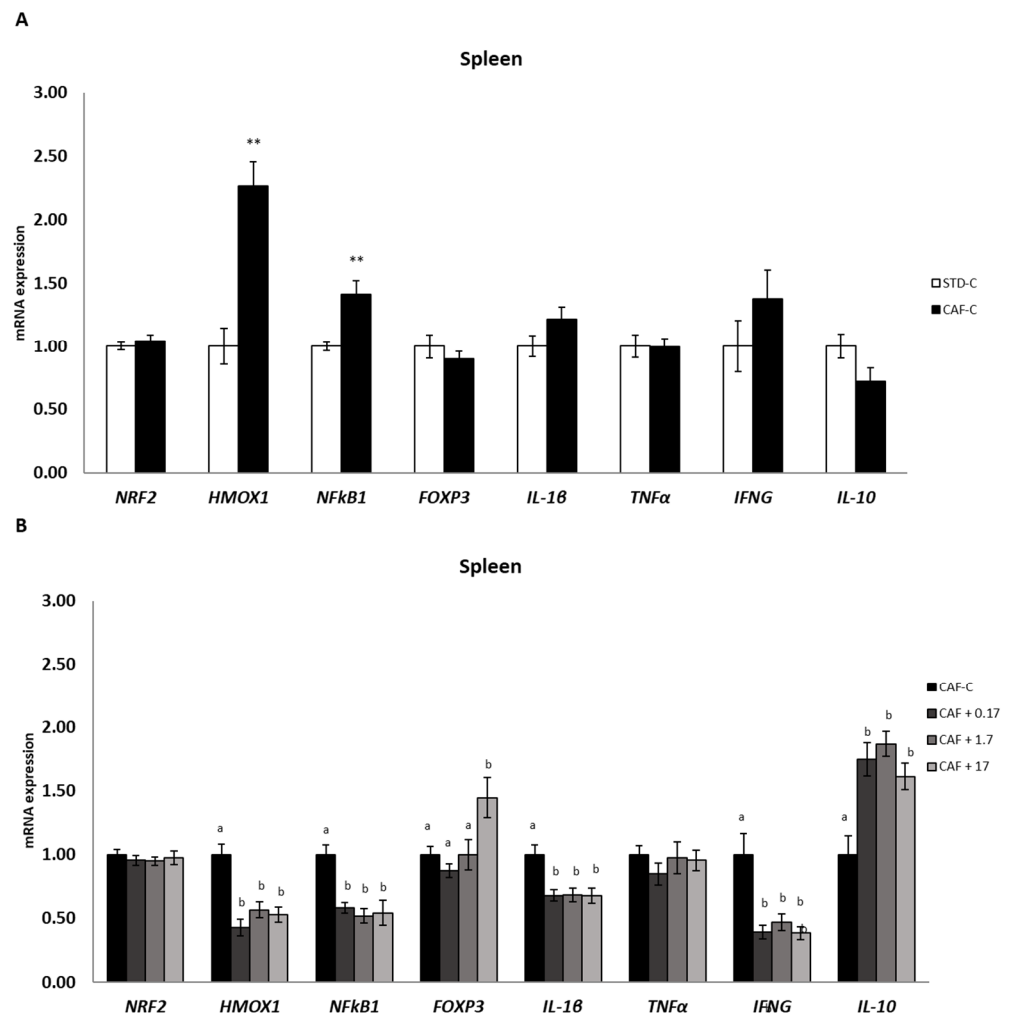 A
Spleen
3.00
2.50
2.00
1.50
1.00
0.50
0.00
mRNA expression
**
**
STD-C
CAF-C
NRF2 HMOX1 NFkB1 FOXP3 IL-1β TNFα IFNG IL-10
B
Spleen
3.00
2.50
2.00
1.50
1.00
0.50
0.00
mRNA expression
a b b b
a b b b
a a a b
a b b b
a b b b
a b b b
CAF-C
CAF + 0.17
CAF + 1.7
CAF + 17
NRF2 HMOX1 NFkB1 FOXP3 IL-1β TNFα IFNG IL-10